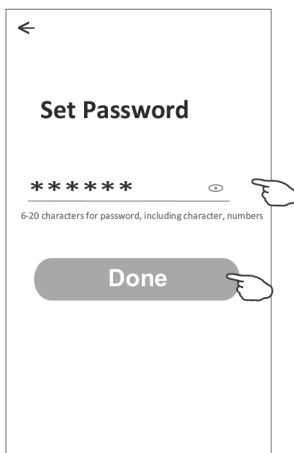 Set Password
******
6-20 characters for password, including character, numbers
Done